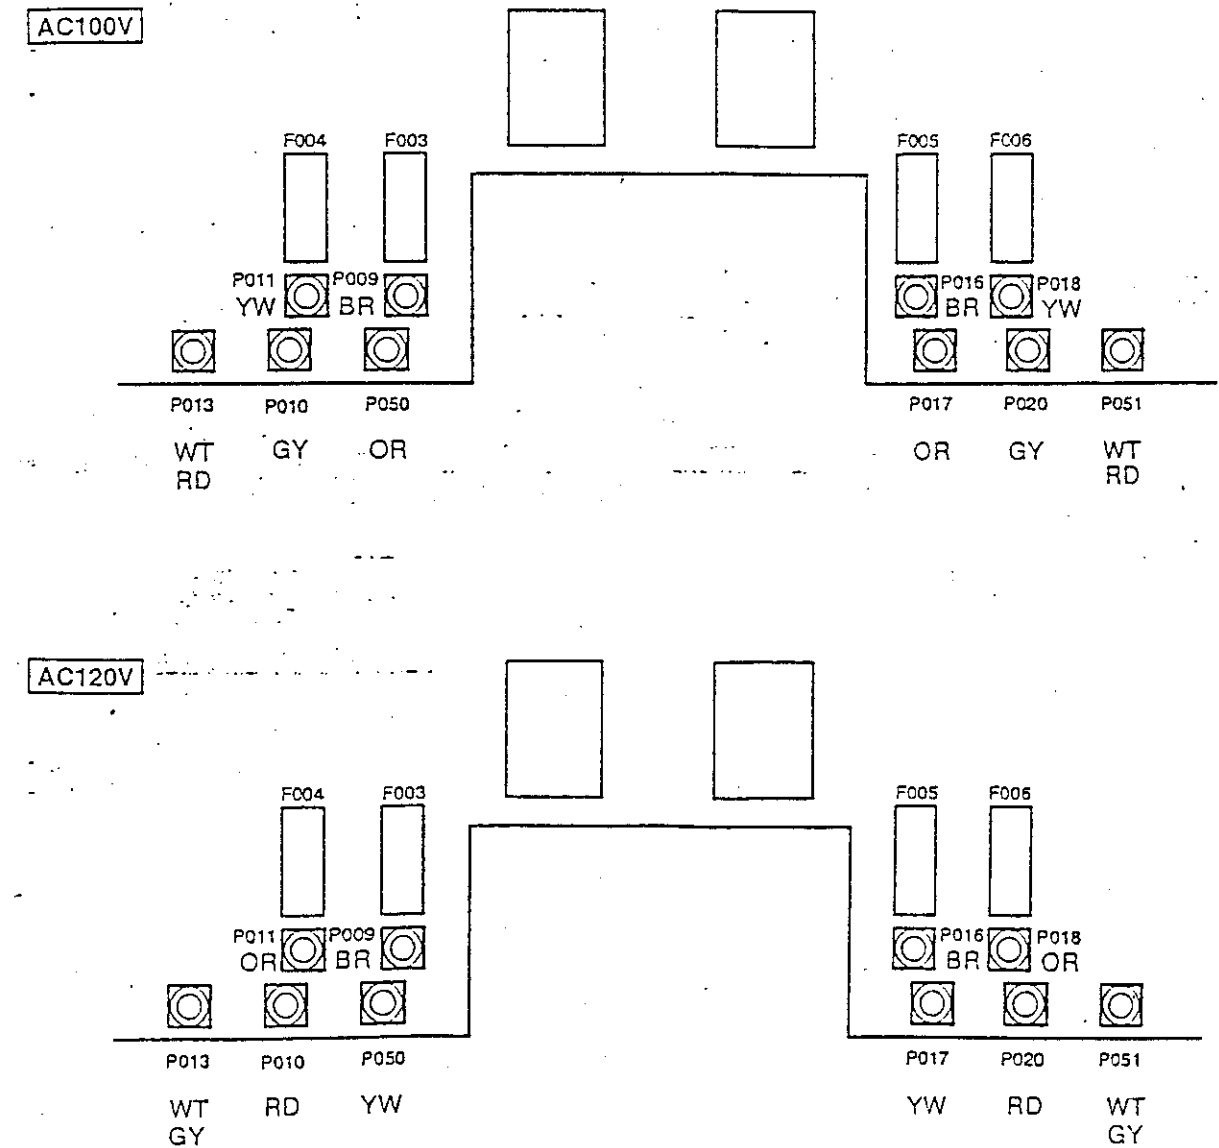 AC100V
F004 F003 F005 F006
P011 P009 P016 P018
YW BR BR YW
P013 P010 P050 P017 P020 P051
WT GY OR OR GY WT
RD RD
AC120V
F004 F003 F005 F006
P011 P009 P016 P018
OR BR BR OR
P013 P010 P050 P017 P020 P051
WT RD YW YW RD WT
GY GY